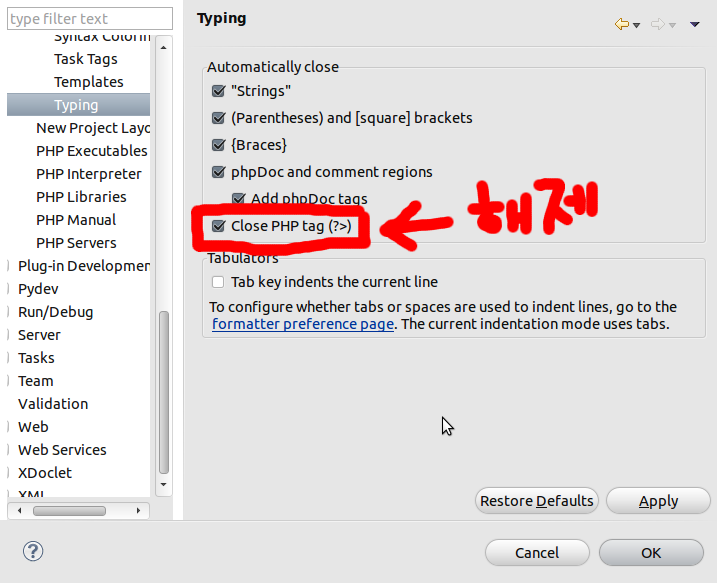 type filter text
Syntax Colorin
Task Tags
Templates
Typing
New Project Layo
PHP Executables
PHP Interpreter
PHP Libraries
PHP Manual
PHP Servers
Plug-in Developmen
Pydev
Run/Debug
Server
Tasks
Team
Validation
Web
Web Services
XDoclet
XML
Typing
Automatically close
"Strings"
(Parentheses) and [square] brackets
{Braces}
phpDoc and comment regions
Add phpDoc tags
Close PHP tag (?>)
해제
Tabulators
Tab key indents the current line
To configure whether tabs or spaces are used to indent lines, go to the
formatter preference page. The current indentation mode uses tabs.
Restore Defaults
Apply
?
Cancel
OK